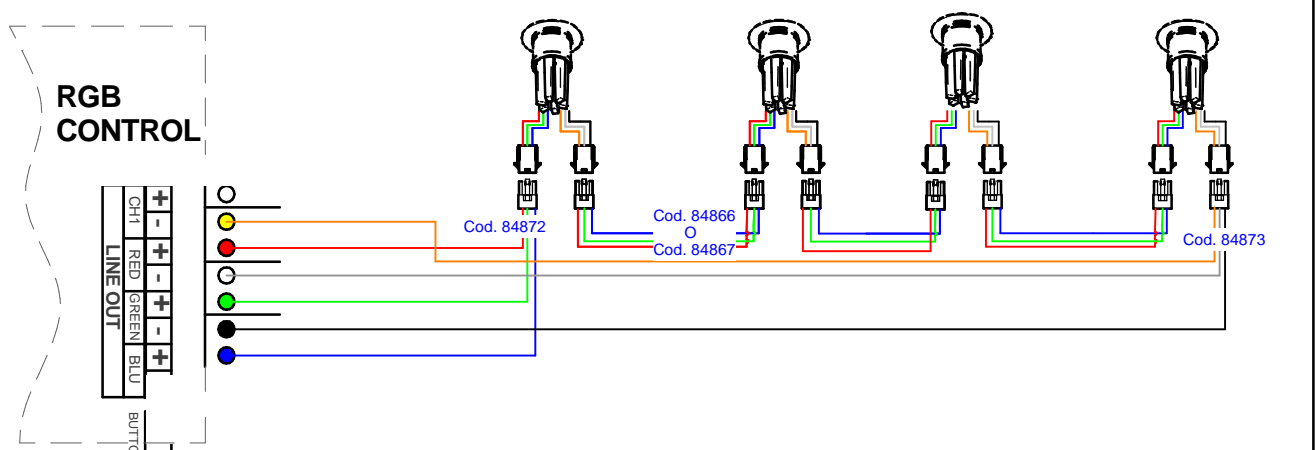 RGB
CONTROL
LINE OUT
CH1
+
-
RED
+
-
GREEN
+
-
BLU
+
Cod. 84872
Cod. 84866
O
Cod. 84867
Cod. 84873